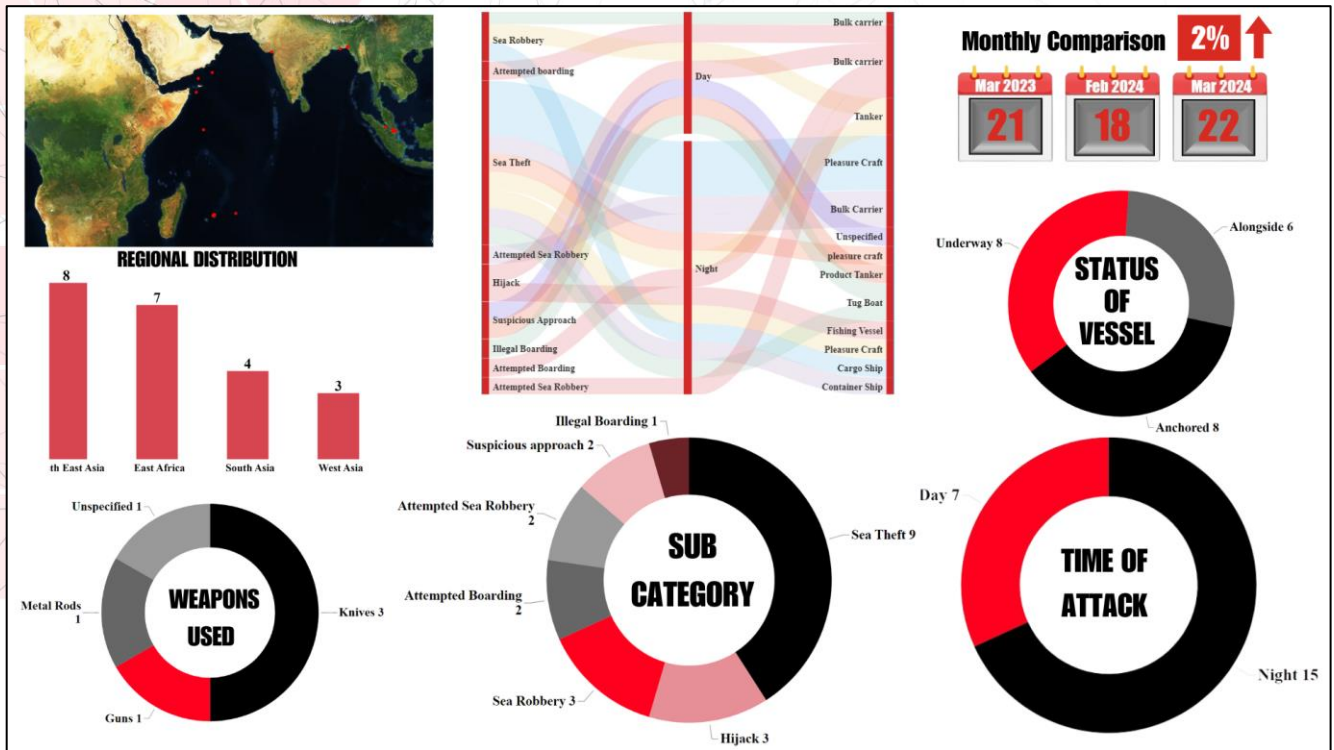 REGIONAL DISTRIBUTION
8
7
4
3
th East Asia
East Africa
South Asia
West Asia
Sea Robbery
Attempted boarding
Sea Theft
Attempted Sea Robbery
Hijack
Suspicious Approach
Illegal Boarding
Attempted Boarding
Attempted Sea Robbery
Day
Night
Bulk carrier
Bulk carrier
Tanker
Pleasure Craft
Bulk Carrier
Unspecified
pleasure craft
Product Tanker
Tug Boat
Fishing Vessel
Pleasure Craft
Cargo Ship
Container Ship
Monthly Comparison
2%
Mar 2023
21
Feb 2024
18
Mar 2024
22
Underway 8
Alongside 6
STATUS
OF
VESSEL
Anchored 8
Unspecified 1
Metal Rods
1
WEAPONS
USED
Knives 3
Guns 1
Illegal Boarding 1
Suspicious approach 2
Attempted Sea Robbery
2
Attempted Boarding
2
SUB
CATEGORY
Sea Theft 9
Sea Robbery 3
Hijack 3
Day 7
TIME OF
ATTACK
Night 15